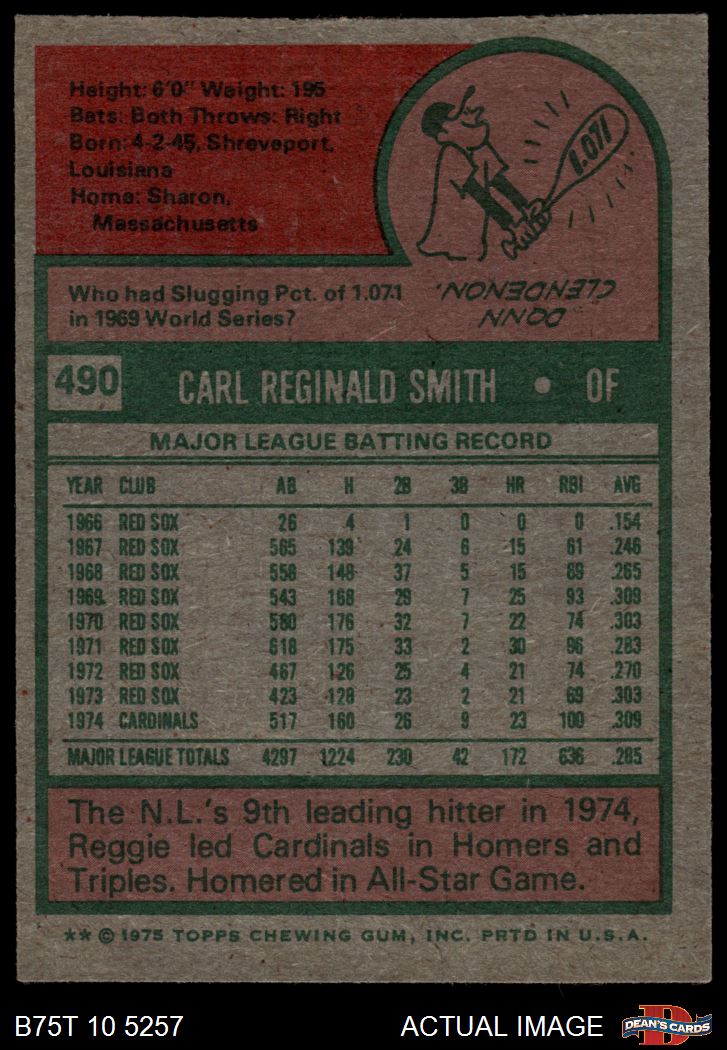 Height: 6'0" Weight: 195
Bats: Both Throws: Right
Born: 4-2-45, Shreveport,
Louisiana
Home: Sharon,
Massachusetts
1.071
Who had Slugging Pct. of 1.071
in 1969 World Series?
DONN
CLENDENON.
490 CARL REGINALD SMITH • OF
MAJOR LEAGUE BATTING RECORD
YEAR CLUB AB H 2B 3B HR RBI AVG
1966 RED SOX 26 4 1 0 0 0 .154
1967 RED SOX 565 139 24 6 15 61 .246
1968 RED SOX 558 148 37 5 15 69 .265
1969 RED SOX 543 168 29 7 25 93 .309
1970 RED SOX 580 176 32 7 22 74 .303
1971 RED SOX 618 175 33 2 30 96 .283
1972 RED SOX 467 126 25 4 21 74 .270
1973 RED SOX 423 128 23 2 21 69 .303
1974 CARDINALS 517 160 26 9 23 100 .309
MAJOR LEAGUE TOTALS 4297 1224 230 42 172 636 .285
The N.L.'s 9th leading hitter in 1974,
Reggie led Cardinals in Homers and
Triples. Homered in All-Star Game.
** © 1975 TOPPS CHEWING GUM, INC. PRTD IN U.S.A.
B75T 10 5257 ACTUAL IMAGE DEAN'S CARDS